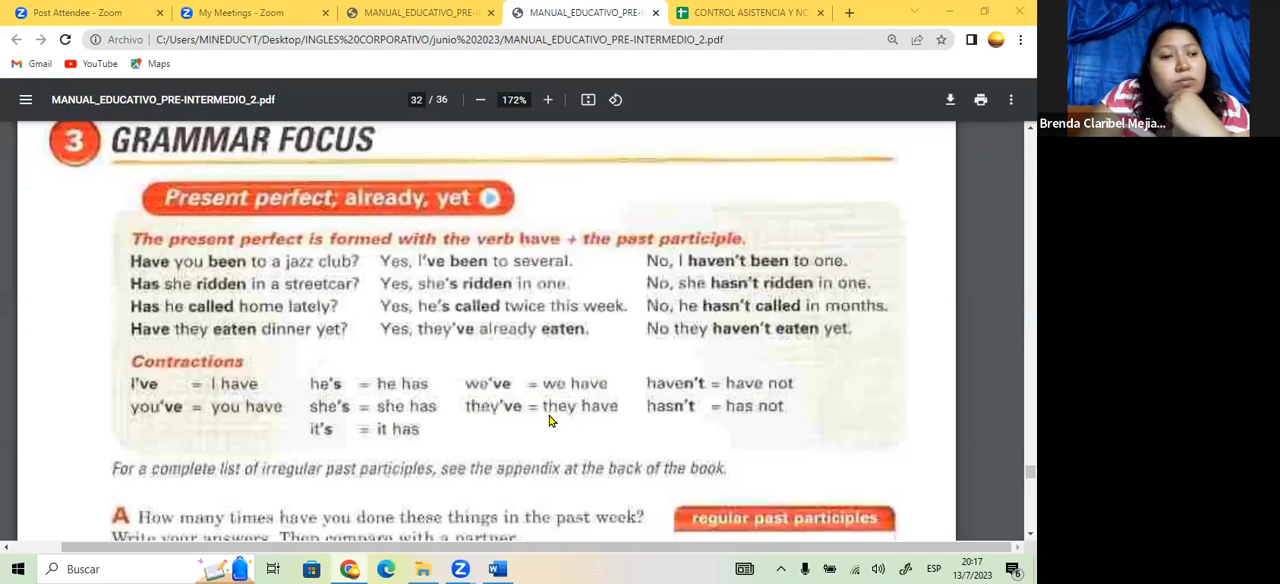 Post Attendee - Zoom
My Meetings - Zoom
MANUAL_EDUCATIVO_PRE-I
MANUAL_EDUCATIVO_PRE-I
CONTROL ASISTENCIA Y NO
Archivo
C:/Users/MINEDUCYT/Desktop/INGLES%20CORPORATIVO/junio%202023/MANUAL_EDUCATIVO_PRE-INTERMEDIO_2.pdf
Gmail YouTube Maps
MANUAL_EDUCATIVO_PRE-INTERMEDIO_2.pdf 32 / 36 172%
Brenda Claribel Mejia...
3 GRAMMAR FOCUS
Present perfect; already, yet
The present perfect is formed with the verb have + the past participle.
Have you been to a jazz club? Yes, I've been to several. No, I haven't been to one.
Has she ridden in a streetcar? Yes, she's ridden in one. No, she hasn't ridden in one.
Has he called home lately? Yes, he's called twice this week. No, he hasn't called in months.
Have they eaten dinner yet? Yes, they've already eaten. No they haven't eaten yet.
Contractions
I've = I have he's = he has we've = we have haven't = have not
you've = you have she's = she has they've = they have hasn't = has not
it's = it has
For a complete list of irregular past participles, see the appendix at the back of the book.
A How many times have you done these things in the past week?
regular past participles
Write your answers. Then compare with a partner.
Buscar
ESP
20:17
13/7/2023